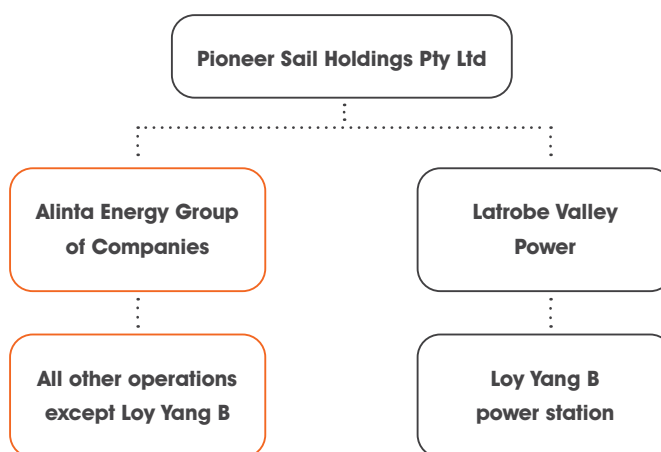 Pioneer Sail Holdings Pty Ltd
Alinta Energy Group
of Companies
Latrobe Valley
Power
All other operations
except Loy Yang B
Loy Yang B
power station